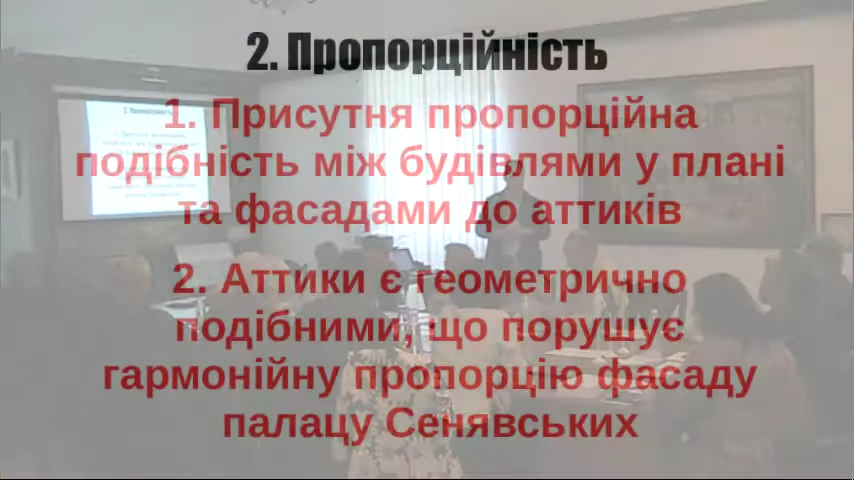 2. Пропорційність
1. Присутня пропорційна
подібність між будівлями у плані
та фасадами до аттиків
2. Аттики є геометрично
подібними, що порушує
гармонійну пропорцію фасаду
палацу Сенявських